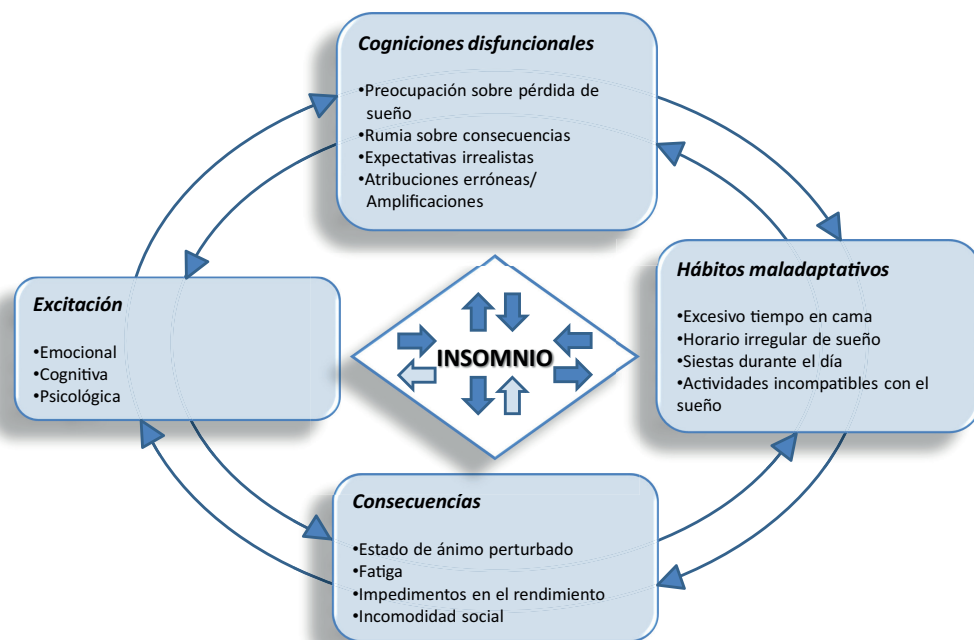 Cogniciones disfuncionales
•Preocupación sobre pérdida de
sueño
•Rumia sobre consecuencias
•Expectativas irrealistas
•Atribuciones erróneas/
Amplificaciones
Excitación
•Emocional
•Cognitiva
•Psicológica
INSOMNIO
Hábitos maladaptativos
•Excesivo tiempo en cama
•Horario irregular de sueño
•Siestas durante el día
•Actividades incompatibles con el
sueño
Consecuencias
•Estado de ánimo perturbado
•Fatiga
•Impedimentos en el rendimiento
•Incomodidad social